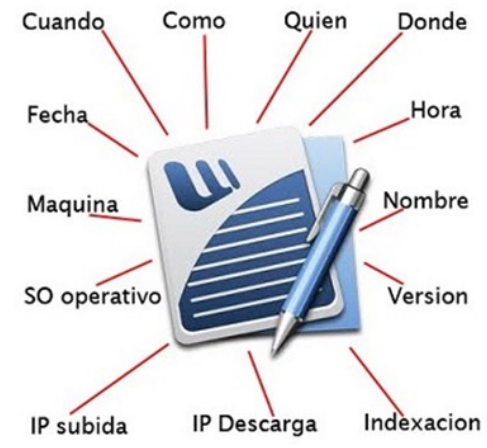 Cuando
Como
Quien
Donde
Fecha
Hora
Maquina
Nombre
SO operativo
Version
IP subida
IP Descarga
Indexacion